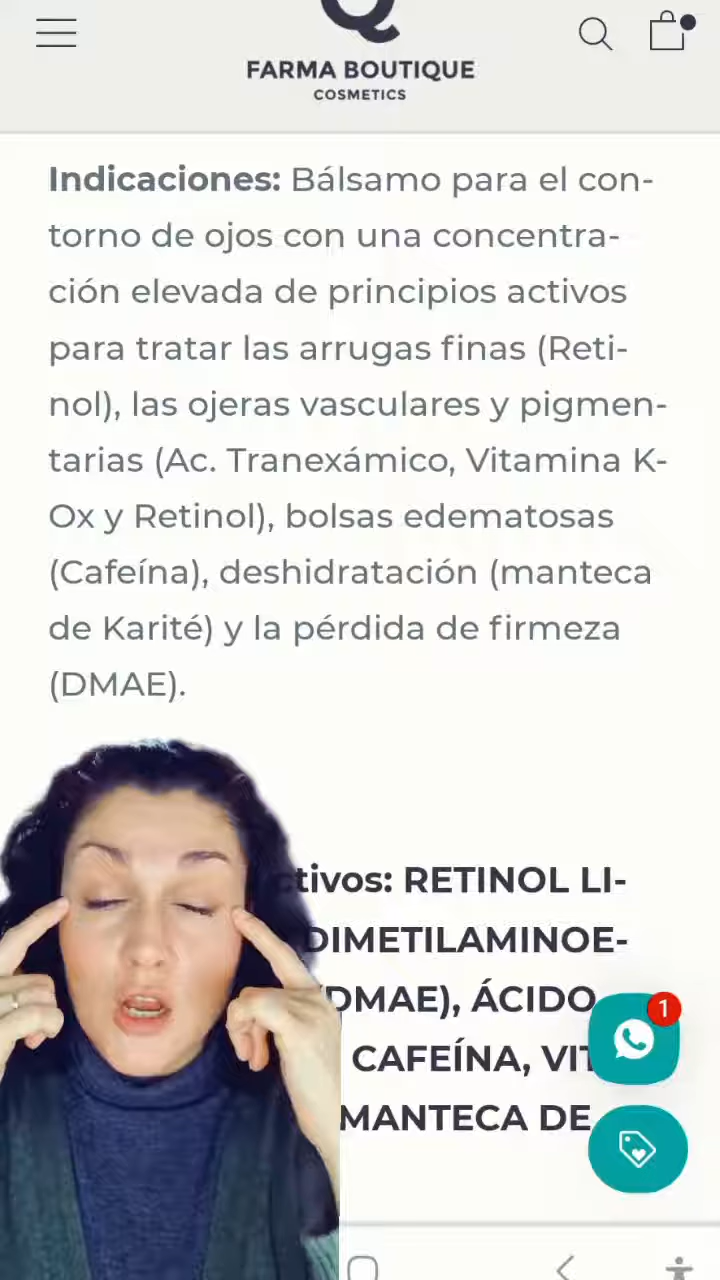 FARMA BOUTIQUE
COSMETICS
Indicaciones: Bálsamo para el con-
torno de ojos con una concentra-
ción elevada de principios activos
para tratar las arrugas finas (Reti-
nol), las ojeras vasculares y pigmen-
tarias (Ac. Tranexámico, Vitamina K-
Ox y Retinol), bolsas edematosas
(Cafeína), deshidratación (manteca
de Karité) y la pérdida de firmeza
(DMAE).
ctivos: RETINOL LI-
DIMETILAMINOE-
(DMAE), ÁCIDO
CAFEÍNA, VIT
MANTECA DE
1